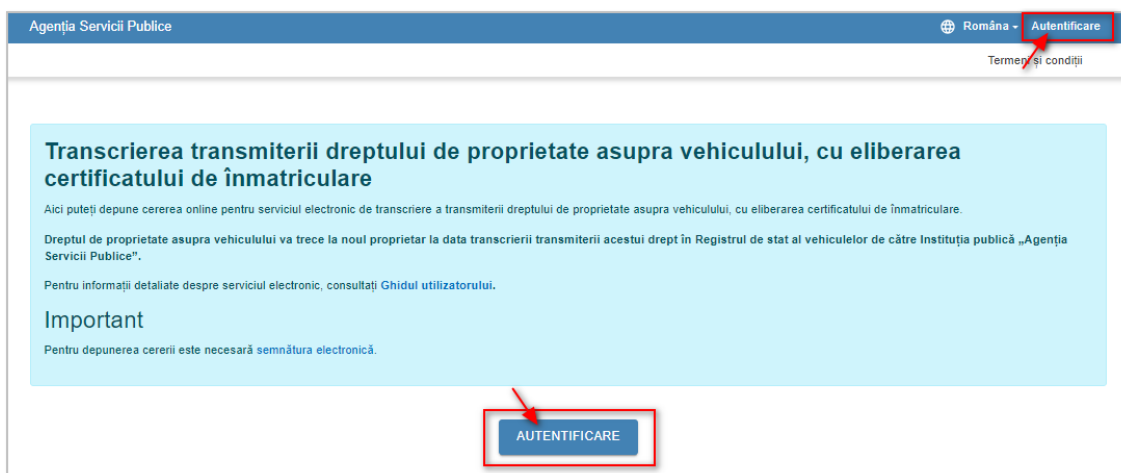 Agenția Servicii Publice
Româna
Autentificare
Termeni și condiții
Transcrierea transmiterii dreptului de proprietate asupra vehiculului, cu eliberarea
certificatului de înmatriculare
Aici puteți depune cererea online pentru serviciul electronic de transcriere a transmiterii dreptului de proprietate asupra vehiculului, cu eliberarea certificatului de înmatriculare.
Dreptul de proprietate asupra vehiculului va trece la noul proprietar la data transcrierii transmiterii acestui drept în Registrul de stat al vehiculelor de către Instituția publică „Agenția
Servicii Publice”.
Pentru informații detaliate despre serviciul electronic, consultați Ghidul utilizatorului.
Important
Pentru depunerea cererii este necesară semnătura electronică.
AUTENTIFICARE